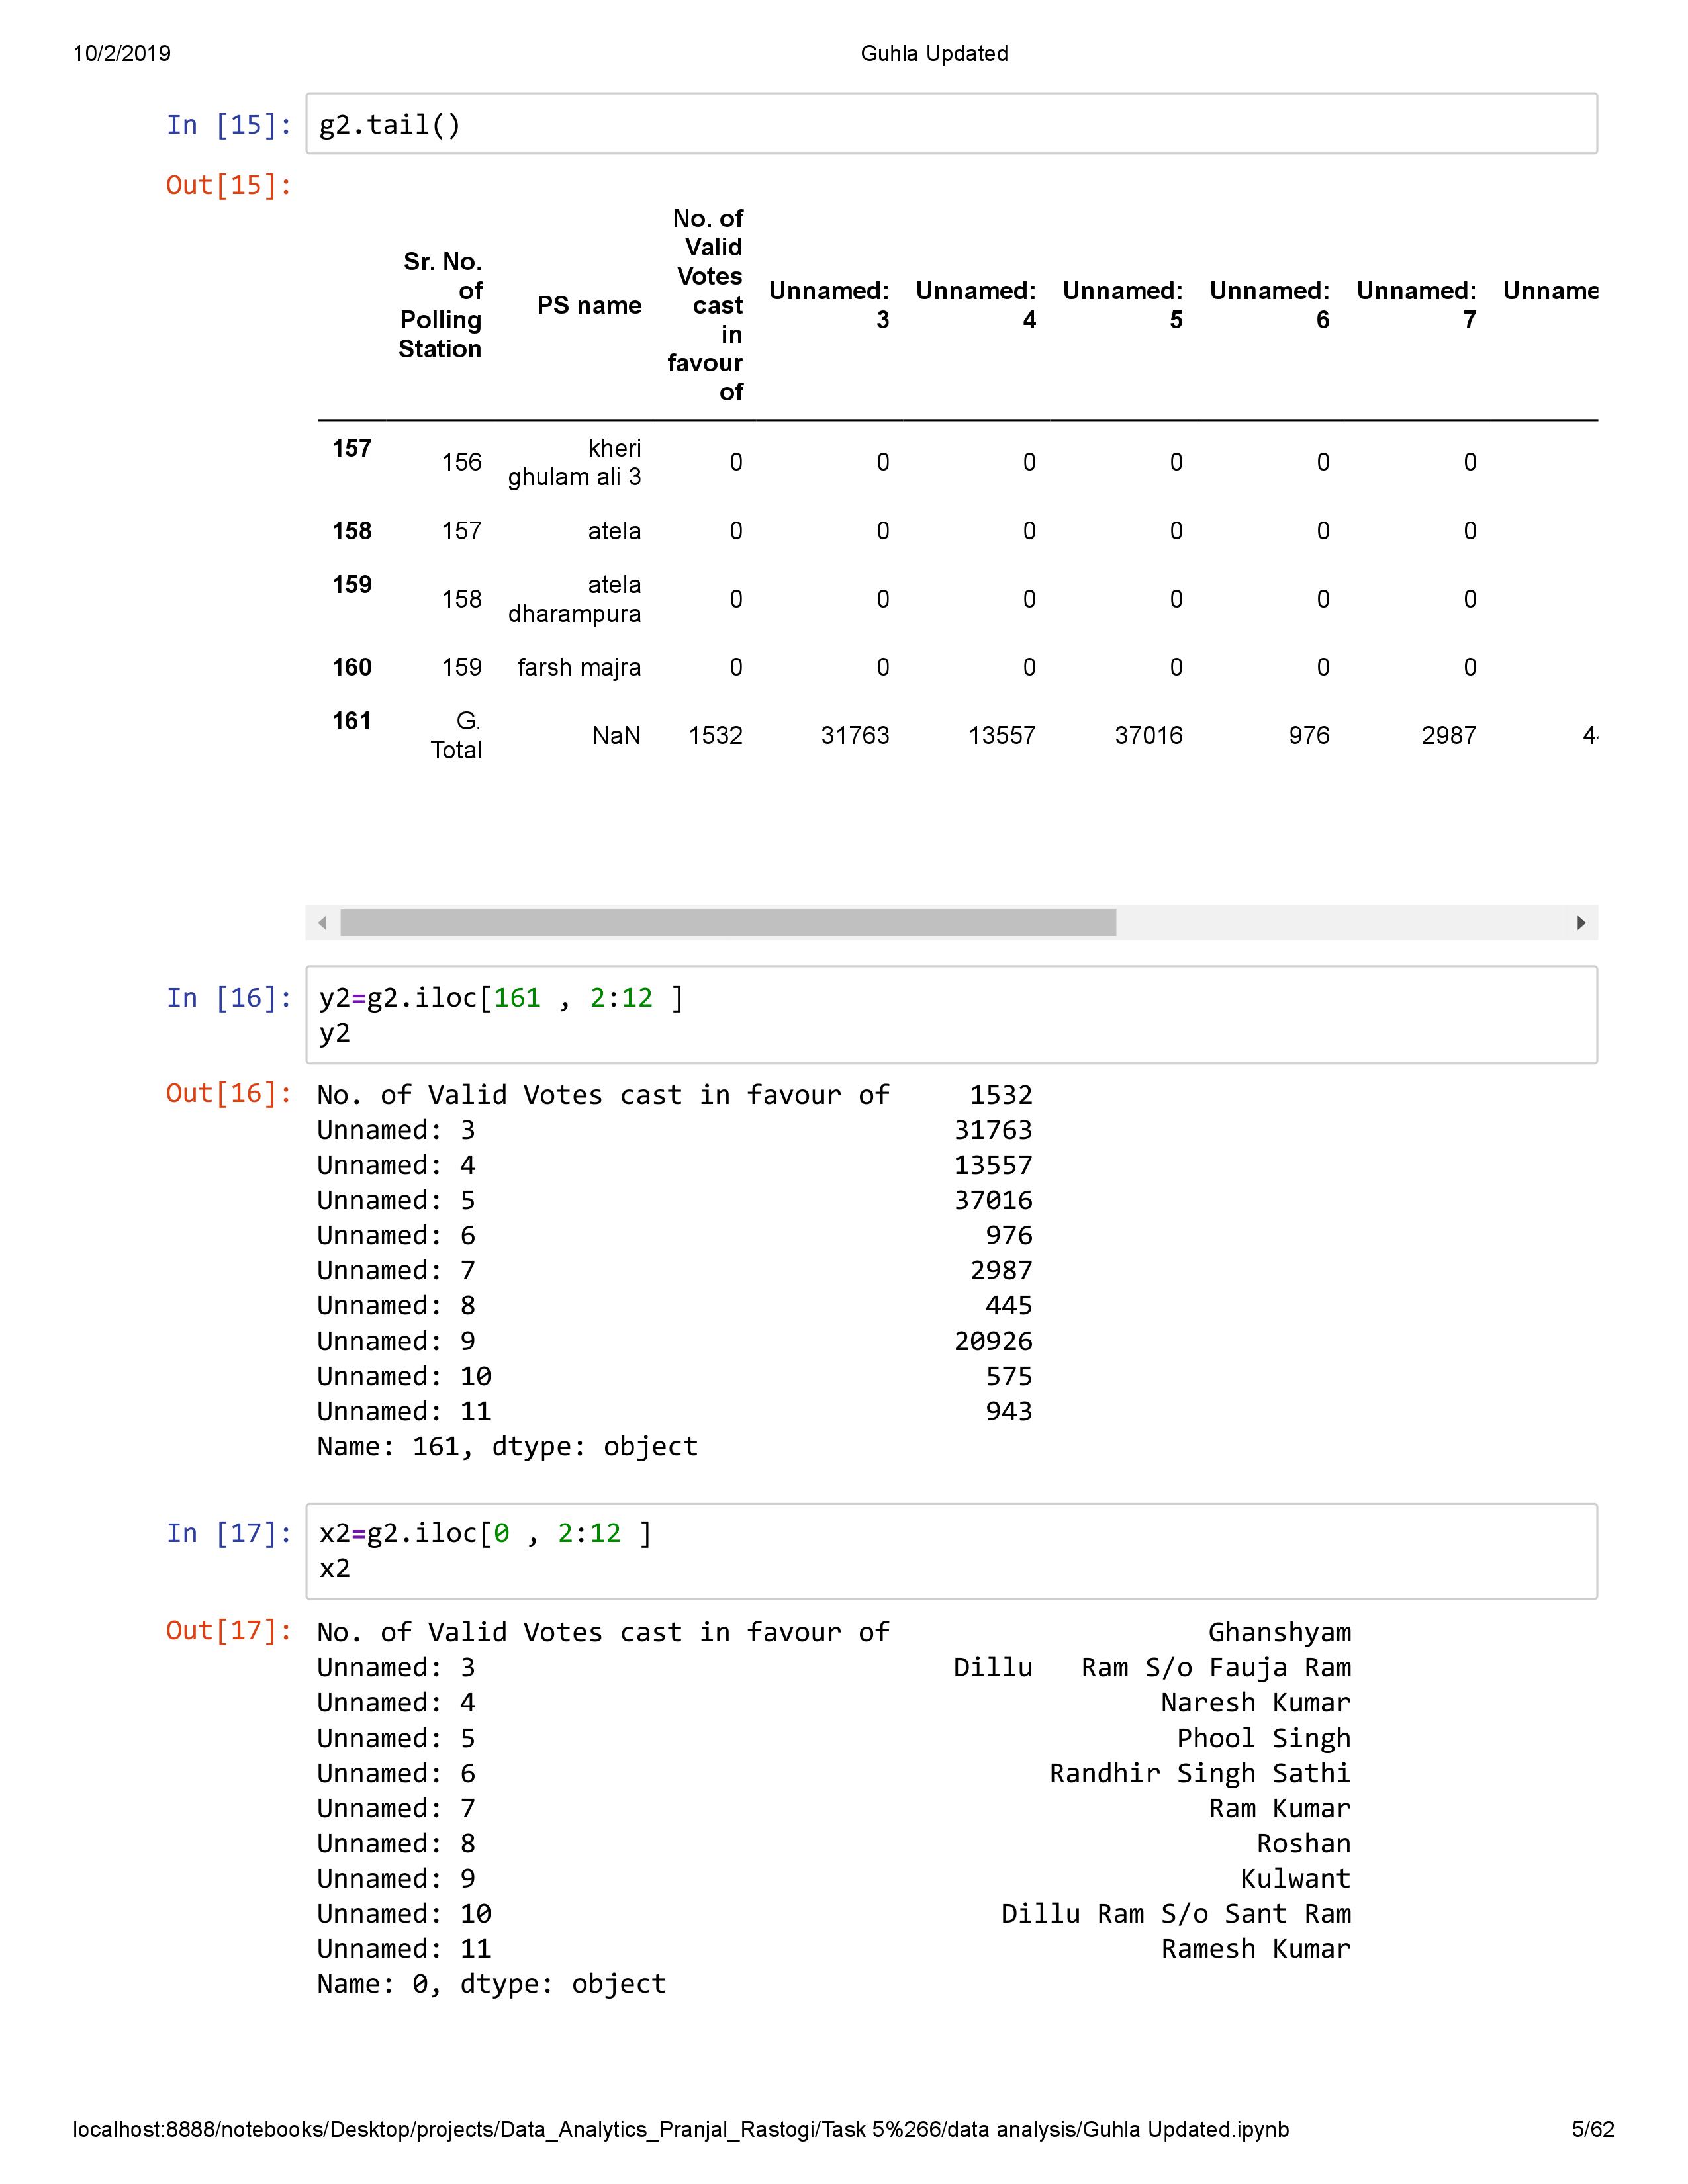 10/2/2019 Guhla Updated
In [15]: g2.tail()
Out[15]:
Sr. No. of Polling Station PS name No. of Valid Votes cast in favour of Unnamed: 3 Unnamed: 4 Unnamed: 5 Unnamed: 6 Unnamed: 7 Unname
157 156 kheri ghulam ali 3 0 0 0 0 0 0
158 157 atela 0 0 0 0 0 0
159 158 atela dharampura 0 0 0 0 0 0
160 159 farsh majra 0 0 0 0 0 0
161 G. Total NaN 1532 31763 13557 37016 976 2987 4
In [16]: y2=g2.iloc[161 , 2:12 ]
y2
Out[16]: No. of Valid Votes cast in favour of 1532
Unnamed: 3 31763
Unnamed: 4 13557
Unnamed: 5 37016
Unnamed: 6 976
Unnamed: 7 2987
Unnamed: 8 445
Unnamed: 9 20926
Unnamed: 10 575
Unnamed: 11 943
Name: 161, dtype: object
In [17]: x2=g2.iloc[0 , 2:12 ]
x2
Out[17]: No. of Valid Votes cast in favour of Ghanshyam
Unnamed: 3 Dillu   Ram S/o Fauja Ram
Unnamed: 4 Naresh Kumar
Unnamed: 5 Phool Singh
Unnamed: 6 Randhir Singh Sathi
Unnamed: 7 Ram Kumar
Unnamed: 8 Roshan
Unnamed: 9 Kulwant
Unnamed: 10 Dillu Ram S/o Sant Ram
Unnamed: 11 Ramesh Kumar
Name: 0, dtype: object
localhost:8888/notebooks/Desktop/projects/Data_Analytics_Pranjal_Rastogi/Task 5%266/data analysis/Guhla Updated.ipynb 5/62